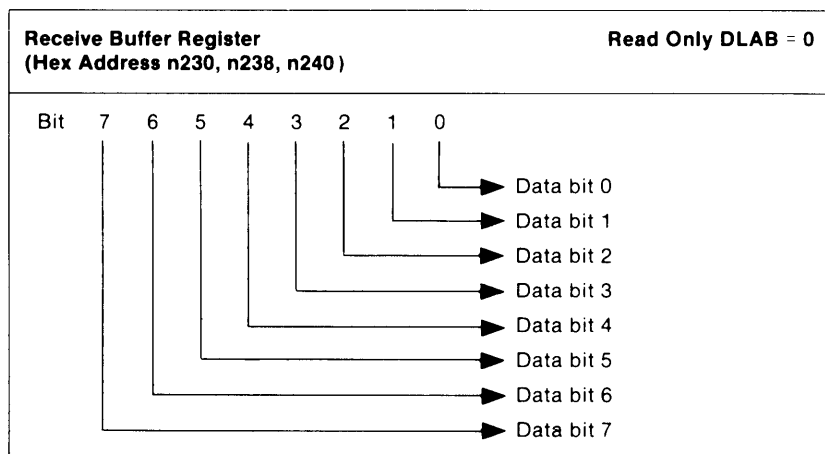 Receive Buffer Register Read Only DLAB = 0
(Hex Address n230, n238, n240)
Bit 7 6 5 4 3 2 1 0
Data bit 0
Data bit 1
Data bit 2
Data bit 3
Data bit 4
Data bit 5
Data bit 6
Data bit 7